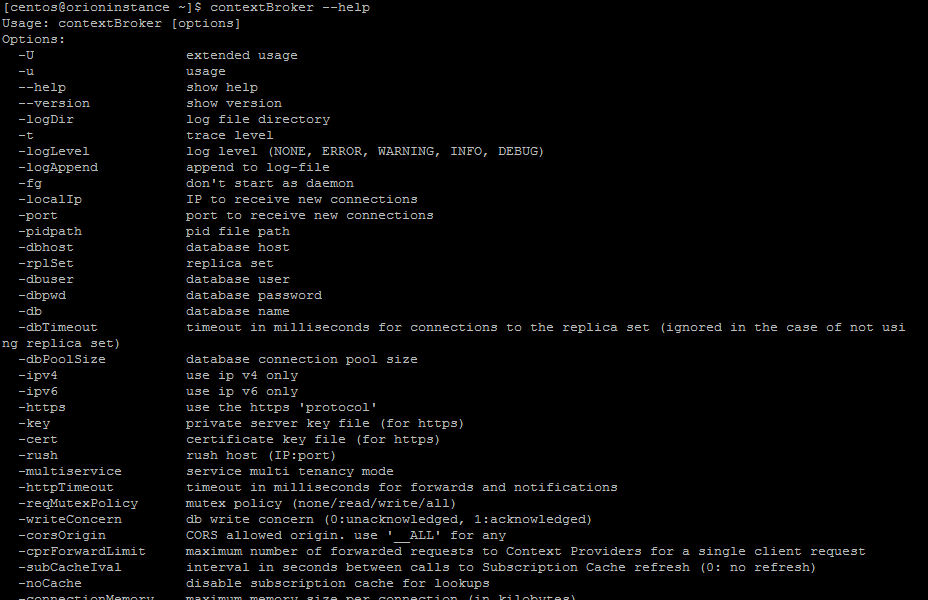 [centos@orioninstance ~]$ contextBroker --help
Usage: contextBroker [options]
Options:
  -U                   extended usage
  -u                   usage
  --help               show help
  --version            show version
  -logDir              log file directory
  -t                   trace level
  -logLevel            log level (NONE, ERROR, WARNING, INFO, DEBUG)
  -logAppend           append to log-file
  -fg                  don't start as daemon
  -localIp             IP to receive new connections
  -port                port to receive new connections
  -pidpath             pid file path
  -dbhost              database host
  -rplSet              replica set
  -dbuser              database user
  -dbpwd               database password
  -db                  database name
  -dbTimeout           timeout in milliseconds for connections to the replica set (ignored in the case of not usi
ng replica set)
  -dbPoolSize          database connection pool size
  -ipv4                use ip v4 only
  -ipv6                use ip v6 only
  -https               use the https 'protocol'
  -key                 private server key file (for https)
  -cert                certificate key file (for https)
  -rush                rush host (IP:port)
  -multiservice        service multi tenancy mode
  -httpTimeout         timeout in milliseconds for forwards and notifications
  -reqMutexPolicy      mutex policy (none/read/write/all)
  -writeConcern        db write concern (0:unacknowledged, 1:acknowledged)
  -corsOrigin          CORS allowed origin. use '__ALL' for any
  -cprForwardLimit     maximum number of forwarded requests to Context Providers for a single client request
  -subCacheIval        interval in seconds between calls to Subscription Cache refresh (0: no refresh)
  -noCache             disable subscription cache for lookups
  -connectionMemory    maximum memory size per connection (in kilobytes)